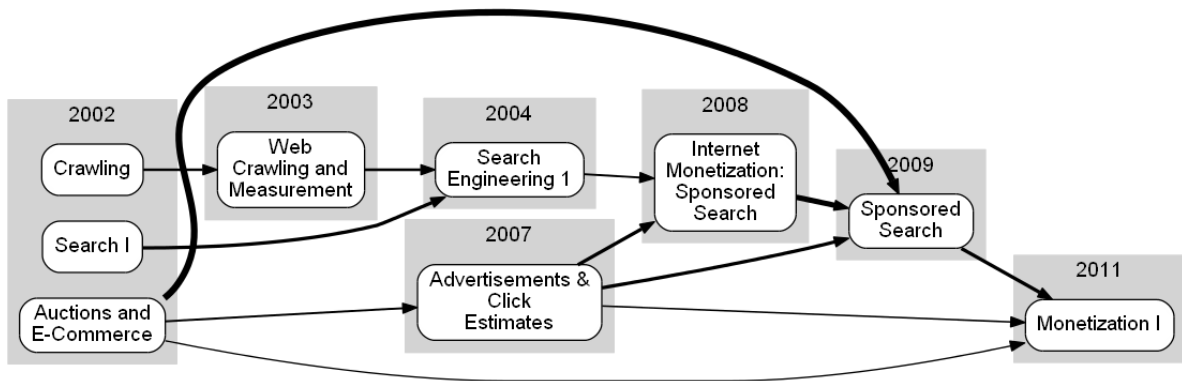 2002
Crawling
Search I
Auctions and
E-Commerce
2003
Web
Crawling and
Measurement
2004
Search
Engineering 1
2007
Advertisements &
Click
Estimates
2008
Internet
Monetization:
Sponsored
Search
2009
Sponsored
Search
2011
Monetization I